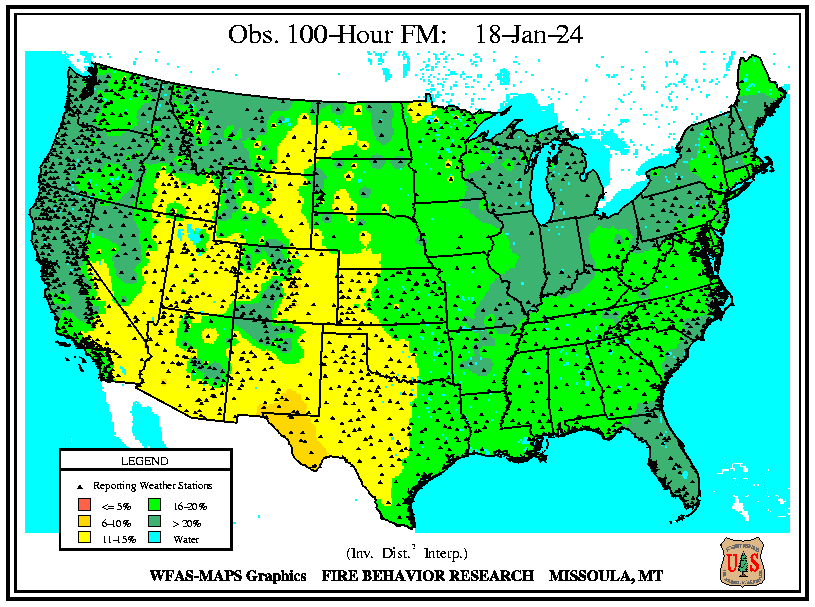 Obs. 100-Hour FM: 18-Jan-24
LEGEND
Reporting Weather Stations
<= 5% 16-20%
6-10% > 20%
11-15% Water
(Inv. Dist.² Interp.)
WFAS-MAPS Graphics FIRE BEHAVIOR RESEARCH MISSOULA, MT
U S